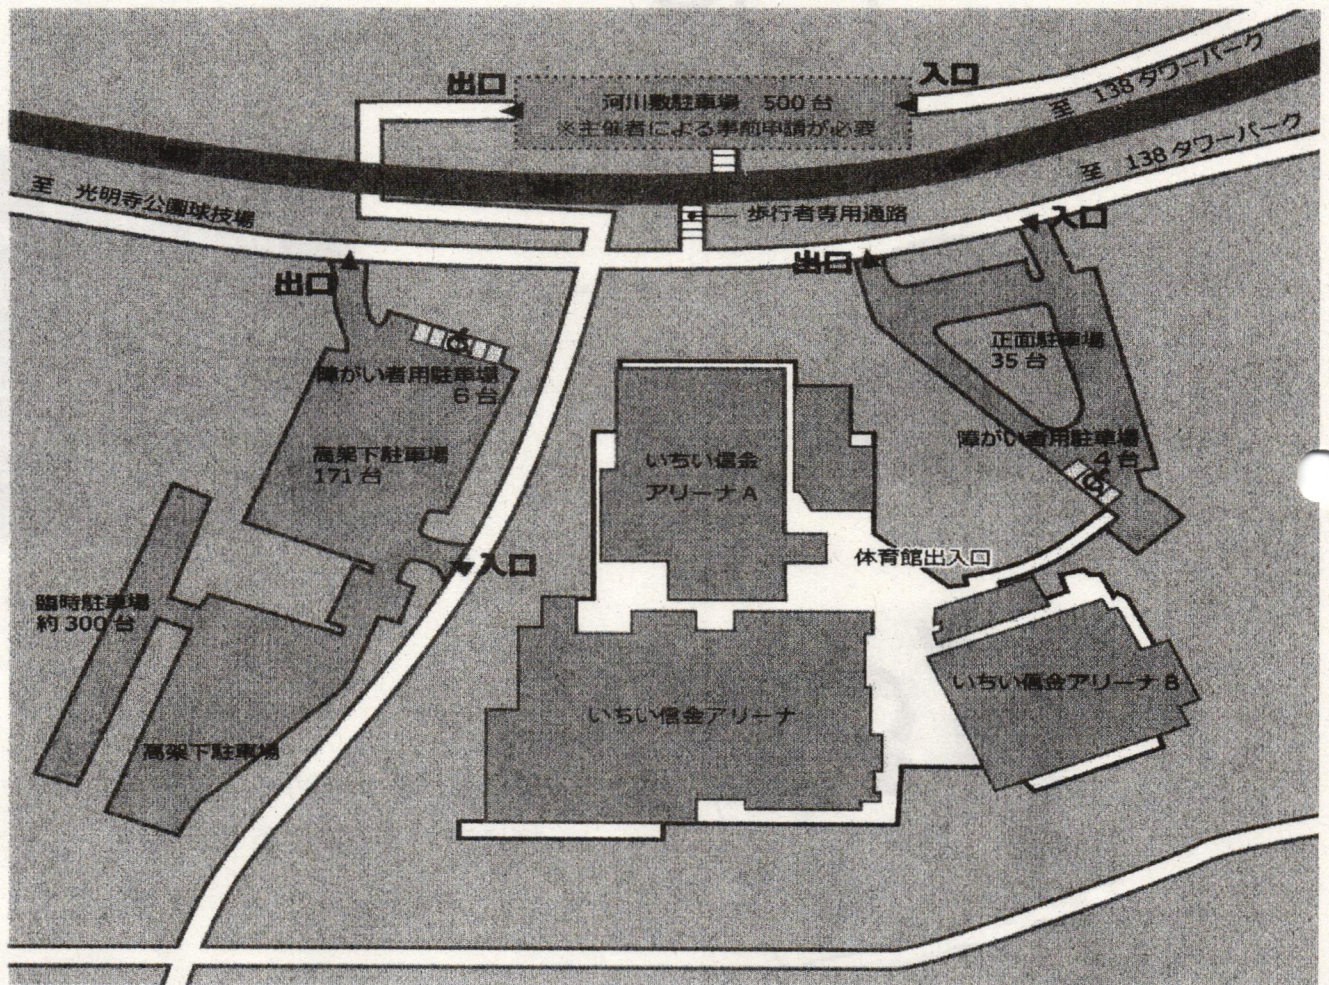 出口
入口
河川敷駐車場 500台
※主催者による事前申請が必要
至 138タワーパーク
至 138タワーパーク
至 光明寺公園球技場
歩行者専用通路
入口
出口
出口
正面駐車場
35台
障がい者用駐車場
6台
障がい者用駐車場
4台
高架下駐車場
171台
いちい信金
アリーナA
体育館出入口
入口
臨時駐車場
約300台
いちい信金アリーナB
いちい信金アリーナ
高架下駐車場